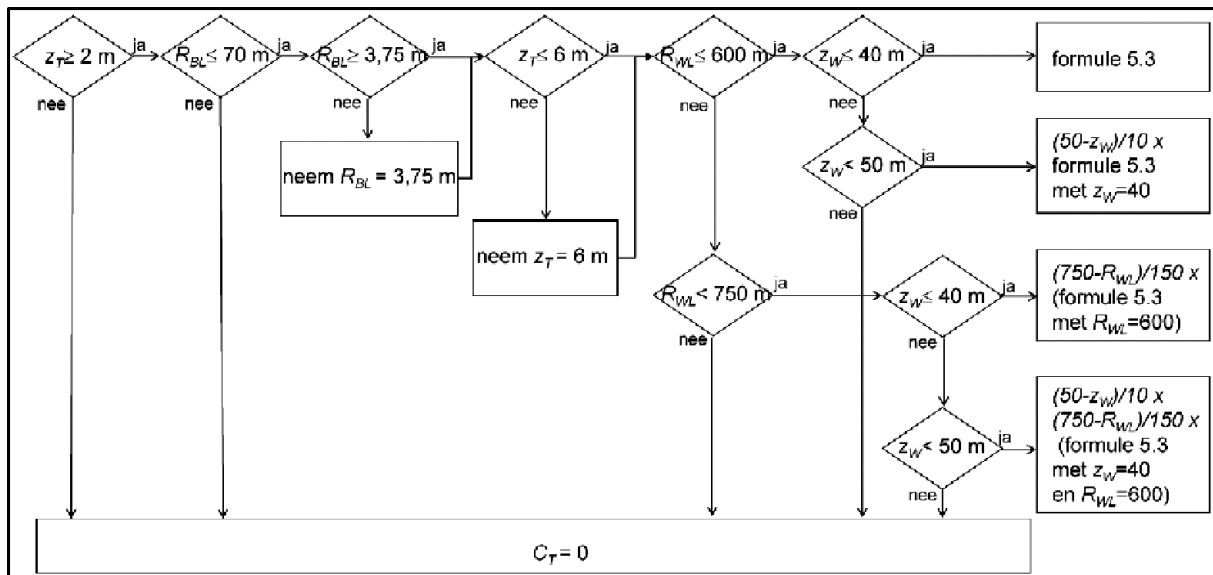 z_T ≥ 2 m
ja
nee
R_BL ≤ 70 m
ja
nee
R_BL ≥ 3,75 m
ja
nee
neem R_BL = 3,75 m
z_T ≤ 6 m
ja
nee
neem z_T = 6 m
R_WL ≤ 600 m
ja
nee
z_W ≤ 40 m
ja
nee
formule 5.3
z_W < 50 m
ja
nee
(50-z_W)/10 x
formule 5.3
met z_W=40
R_WL < 750 m
ja
nee
z_W ≤ 40 m
ja
nee
(750-R_WL)/150 x
(formule 5.3
met R_WL=600)
z_W < 50 m
ja
nee
(50-z_W)/10 x
(750-R_WL)/150 x
(formule 5.3
met z_W=40
en R_WL=600)
C_T = 0